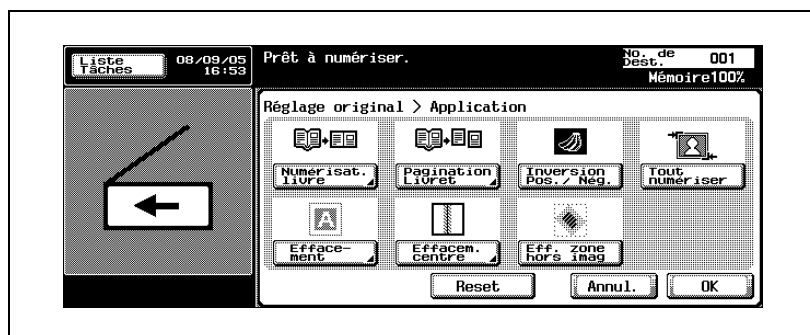 Liste
Tâches
08/09/05
16:53
Prêt à numériser.
No. de
Dest.
001
Mémoire100%
Réglage original > Application
Numérisat.
livre
Pagination
Livret
Inversion
Pos./ Nég.
Tout
numériser
A
Efface-
ment
Effacem.
centre
Eff. zone
hors imag
Reset
Annul.
OK